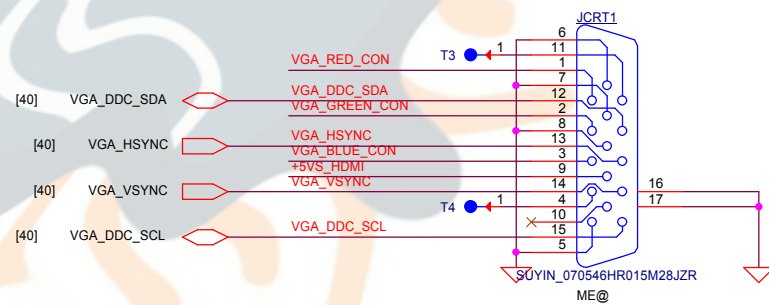 JCRT1
6
T3 1 11
VGA_RED_CON 1
7
[40] VGA_DDC_SDA VGA_DDC_SDA 12
VGA_GREEN_CON 2
8
[40] VGA_HSYNC VGA_HSYNC 13
VGA_BLUE_CON 3
+5VS_HDMI 9
[40] VGA_VSYNC VGA_VSYNC 14 16
T4 1 4 17
10
[40] VGA_DDC_SCL VGA_DDC_SCL 15
5
SUYIN_070546HR015M28JZR
ME@